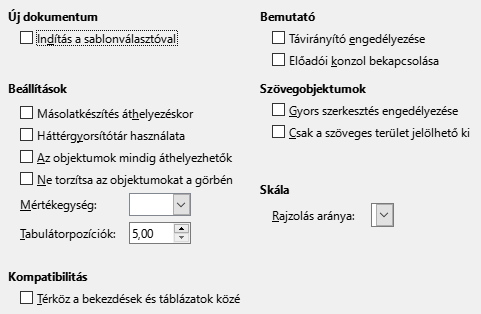 Új dokumentum
Indítás a sablonválasztóval
Beállítások
Másolatkészítés áthelyezéskor
Háttérgyorsítótár használata
Az objektumok mindig áthelyezhetők
Ne torzítsa az objektumokat a görbén
Mértékegység:
Tabulátorpozíciók: 5,00
Kompatibilitás
Térköz a bekezdések és táblázatok közé
Bemutató
Távirányító engedélyezése
Előadói konzol bekapcsolása
Szövegobjektumok
Gyors szerkesztés engedélyezése
Csak a szöveges terület jelölhető ki
Skála
Rajzolás aránya: